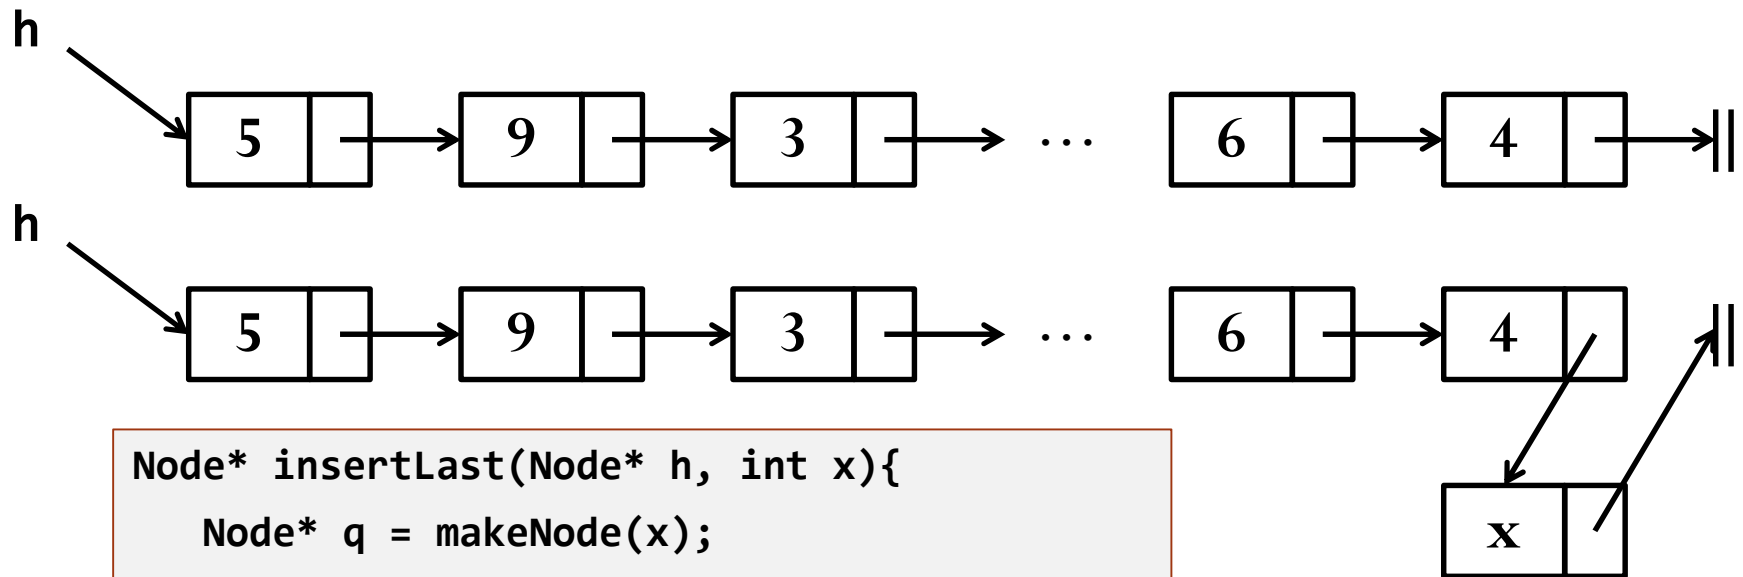 h
5 9 3 ... 6 4
h
5 9 3 ... 6 4
Node* insertLast(Node* h, int x){
Node* q = makeNode(x);
x